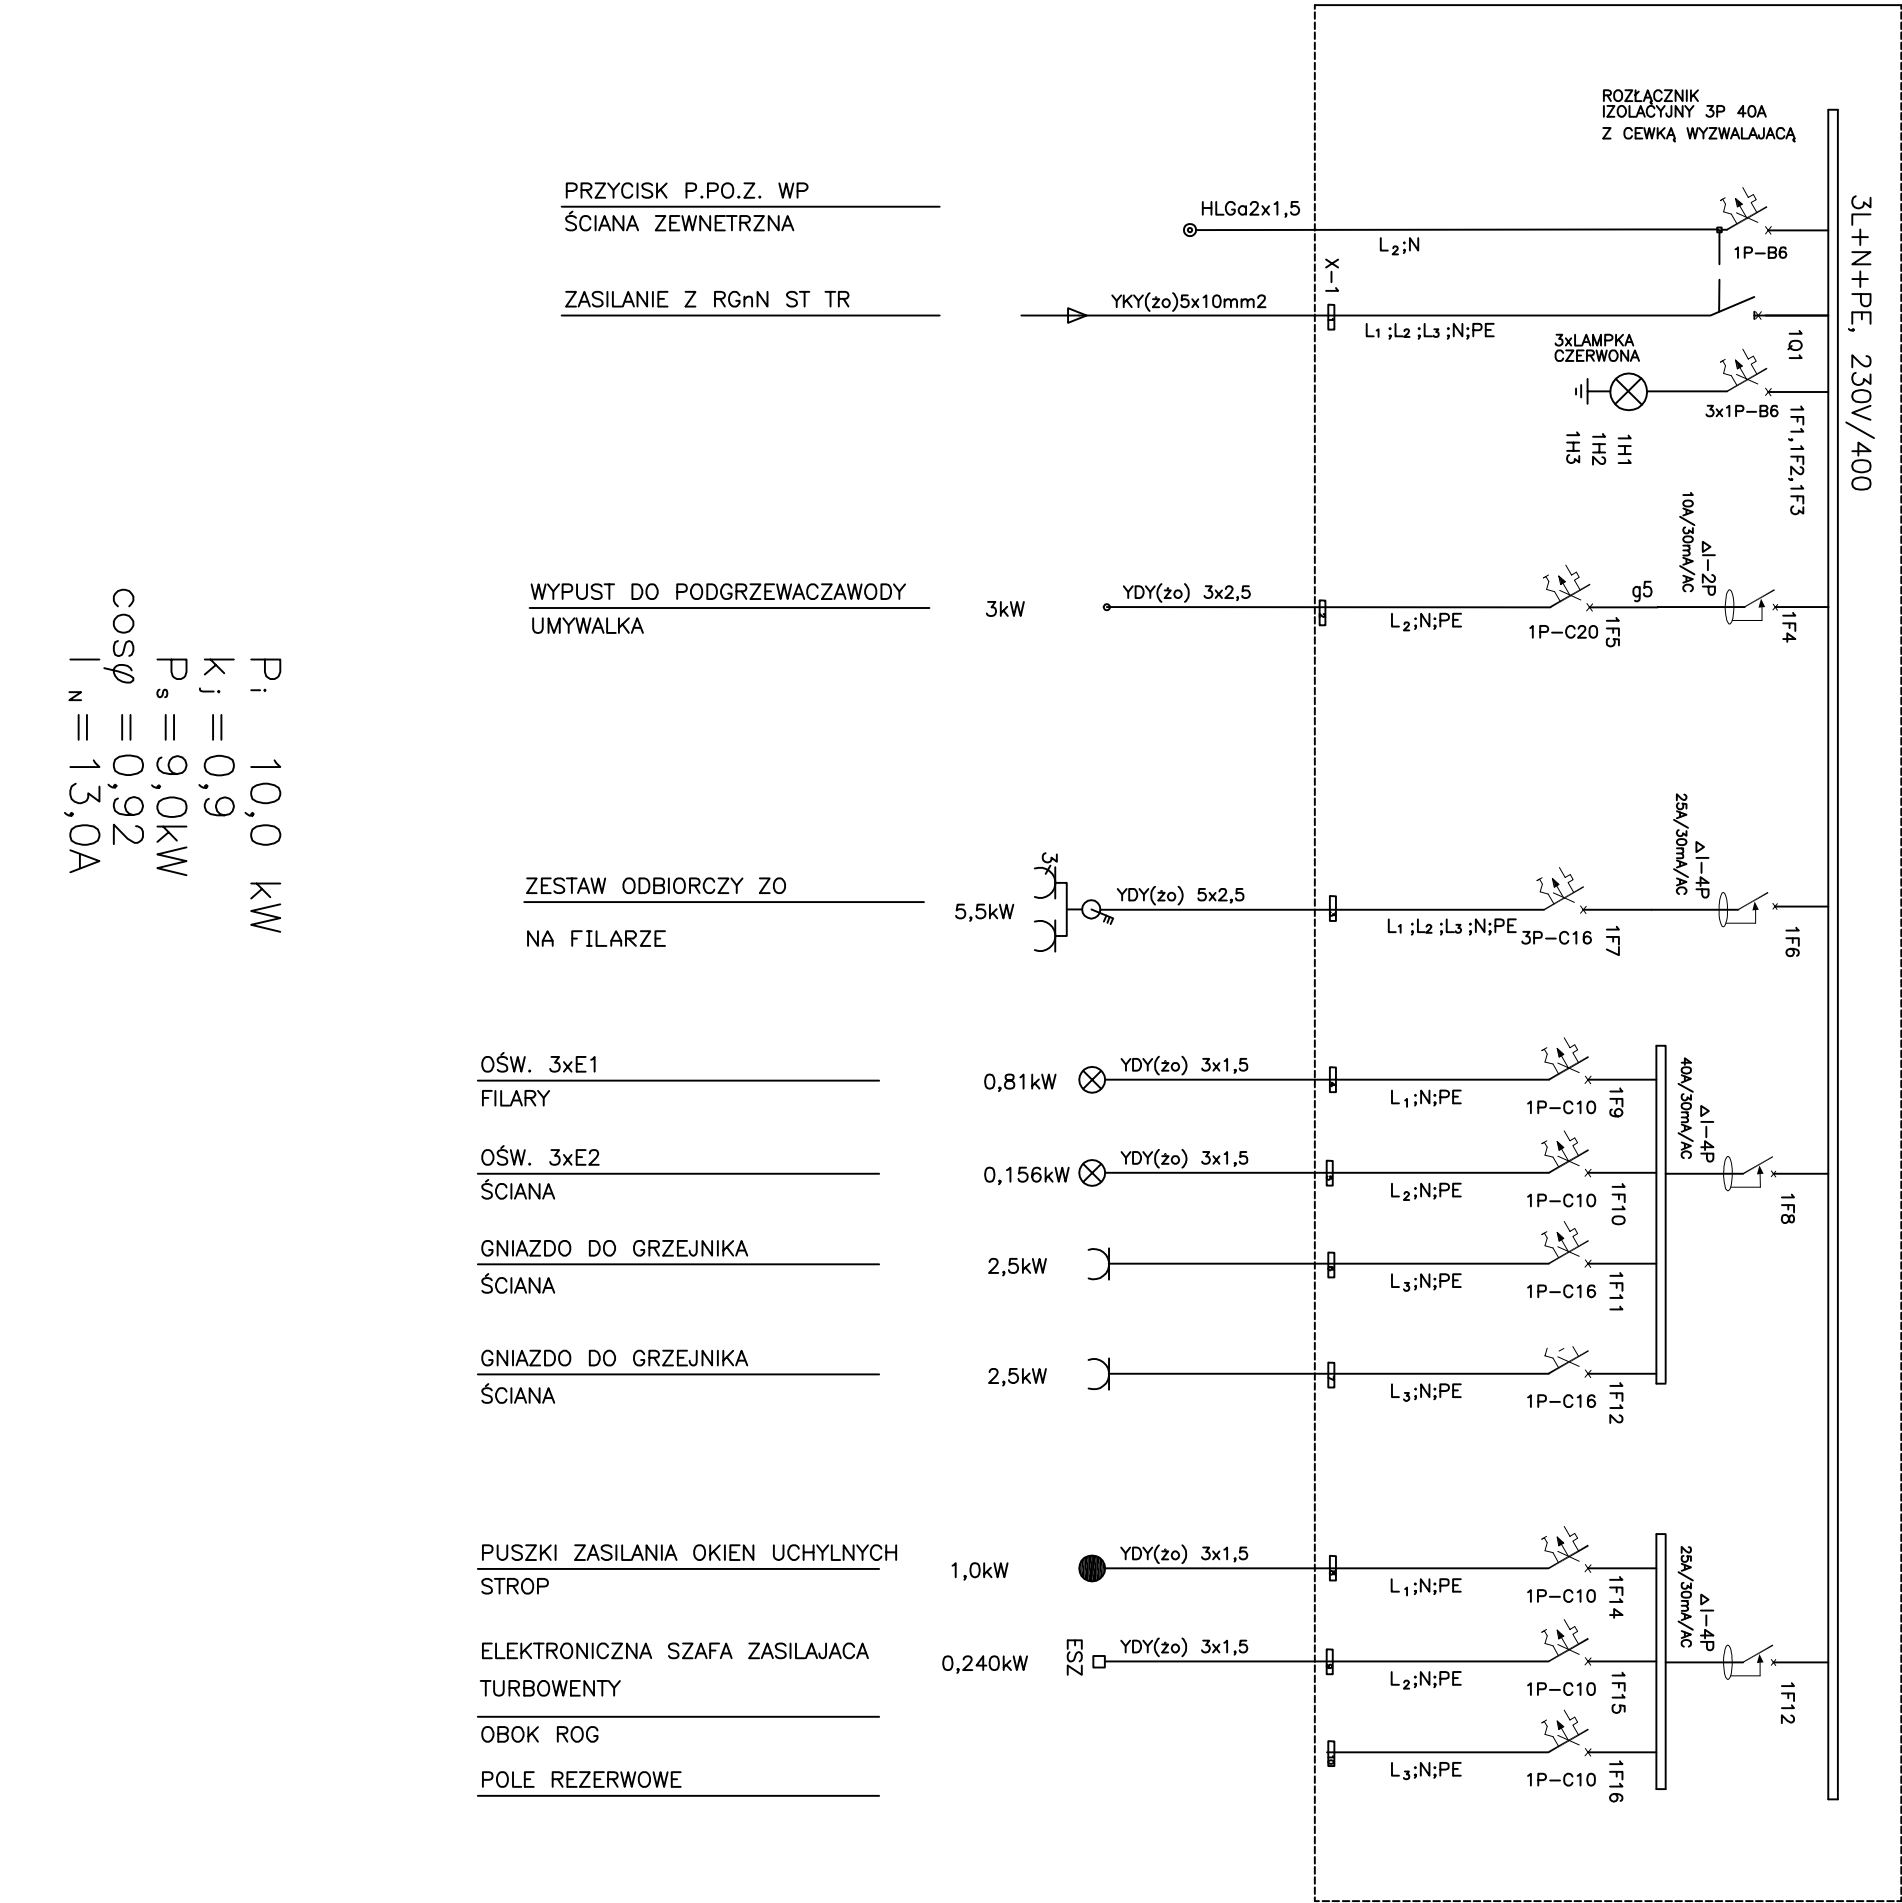 ROZŁĄCZNIK
IZOLACYJNY 3P 40A
Z CEWKĄ WYZWALAJACĄ
3L+N+PE, 230V/400
PRZYCISK P.PO.Z. WP
ŚCIANA ZEWNETRZNA
HLGa2x1,5
L2;N
1P-B6
ZASILANIE Z RGnN ST TR
YKY(żo)5x10mm2
X-1
L1;L2;L3;N;PE
1Q1
3xLAMPKA
CZERWONA
3x1P-B6
1F1,1F2,1F3
1H1
1H2
1H3
WYPUST DO PODGRZEWACZAWODY
UMYWALKA
3kW
YDY(żo) 3x2,5
L2;N;PE
1P-C20
1F5
g5
ΔI-2P
10A/30mA/AC
1F4
Pi 10,0 kW
kj =0,9
Ps =9,0kW
cosφ =0,92
IN =13,0A
ZESTAW ODBIORCZY ZO
NA FILARZE
5,5kW
3
YDY(żo) 5x2,5
L1;L2;L3;N;PE
3P-C16
1F7
ΔI-4P
25A/30mA/AC
1F6
OŚW. 3xE1
FILARY
0,81kW
YDY(żo) 3x1,5
L1;N;PE
1P-C10
1F9
ΔI-4P
40A/30mA/AC
1F8
OŚW. 3xE2
ŚCIANA
0,156kW
YDY(żo) 3x1,5
L2;N;PE
1P-C10
1F10
GNIAZDO DO GRZEJNIKA
ŚCIANA
2,5kW
L3;N;PE
1P-C16
1F11
GNIAZDO DO GRZEJNIKA
ŚCIANA
2,5kW
L3;N;PE
1P-C16
1F12
PUSZKI ZASILANIA OKIEN UCHYLNYCH
STROP
1,0kW
YDY(żo) 3x1,5
L1;N;PE
1P-C10
1F14
ΔI-4P
25A/30mA/AC
1F12
ELEKTRONICZNA SZAFA ZASILAJACA
TURBOWENTY
OBOK ROG
0,240kW
ESZ
YDY(żo) 3x1,5
L2;N;PE
1P-C10
1F15
POLE REZERWOWE
L3;N;PE
1P-C10
1F16